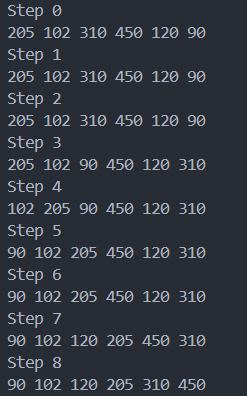 Step 0
205 102 310 450 120 90
Step 1
205 102 310 450 120 90
Step 2
205 102 310 450 120 90
Step 3
205 102 90 450 120 310
Step 4
102 205 90 450 120 310
Step 5
90 102 205 450 120 310
Step 6
90 102 205 450 120 310
Step 7
90 102 120 205 450 310
Step 8
90 102 120 205 310 450